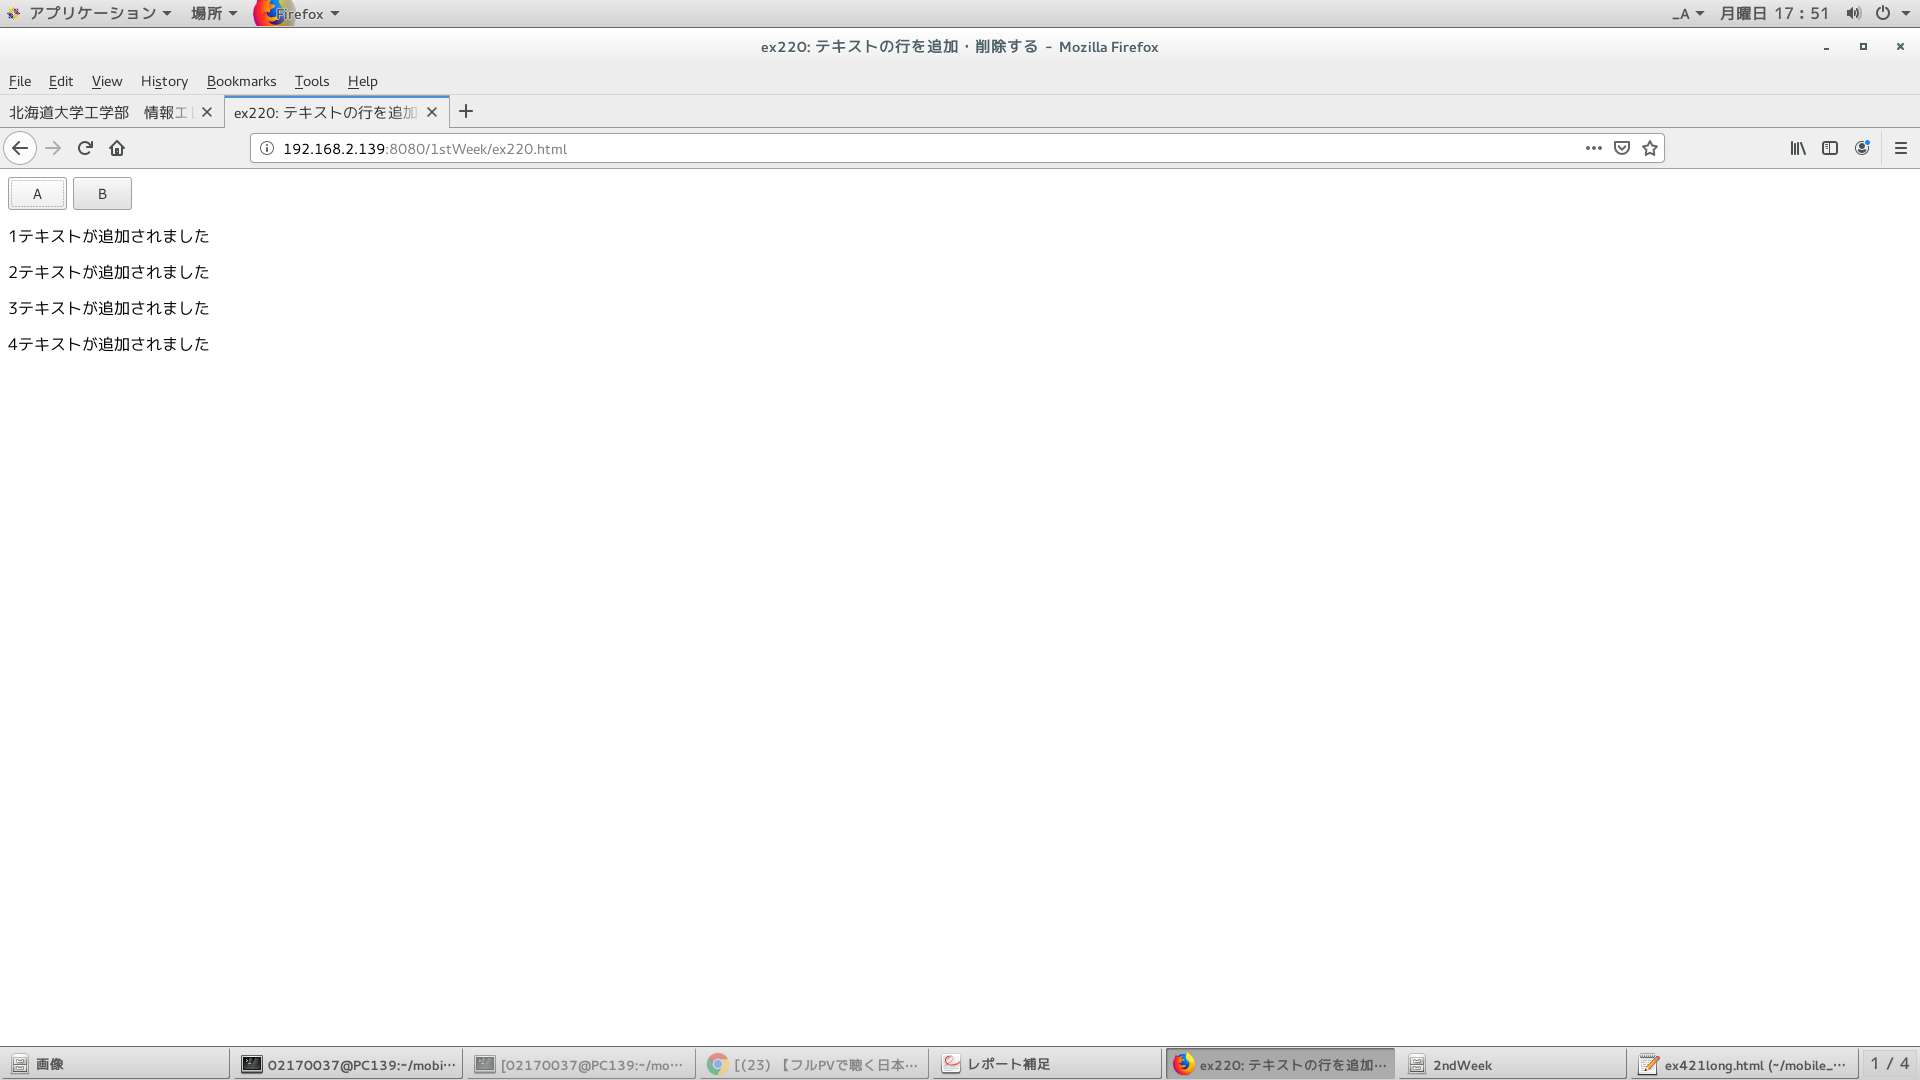 アプリケーション 場所 Firefox _A 月曜日 17:51
ex220: テキストの行を追加・削除する - Mozilla Firefox
File Edit View History Bookmarks Tools Help
北海道大学工学部 情報エ ex220: テキストの行を追加
192.168.2.139:8080/1stWeek/ex220.html
A B
1テキストが追加されました
2テキストが追加されました
3テキストが追加されました
4テキストが追加されました
画像 02170037@PC139:~/mobi… [02170037@PC139:~/mo… [(23) 【フルPVで聴く日本… レポート補足 ex220: テキストの行を追加… 2ndWeek ex421long.html (~/mobile_… 1 / 4